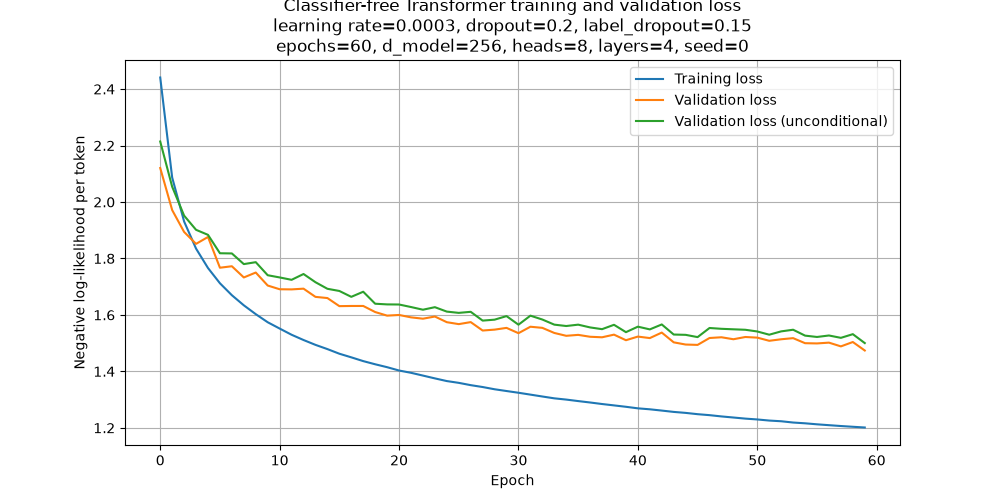 Classifier-free Transformer training and validation loss
learning rate=0.0003, dropout=0.2, label_dropout=0.15
epochs=60, d_model=256, heads=8, layers=4, seed=0
Training loss
Validation loss
Validation loss (unconditional)
Negative log-likelihood per token
2.4
2.2
2.0
1.8
1.6
1.4
1.2
0 10 20 30 40 50 60
Epoch